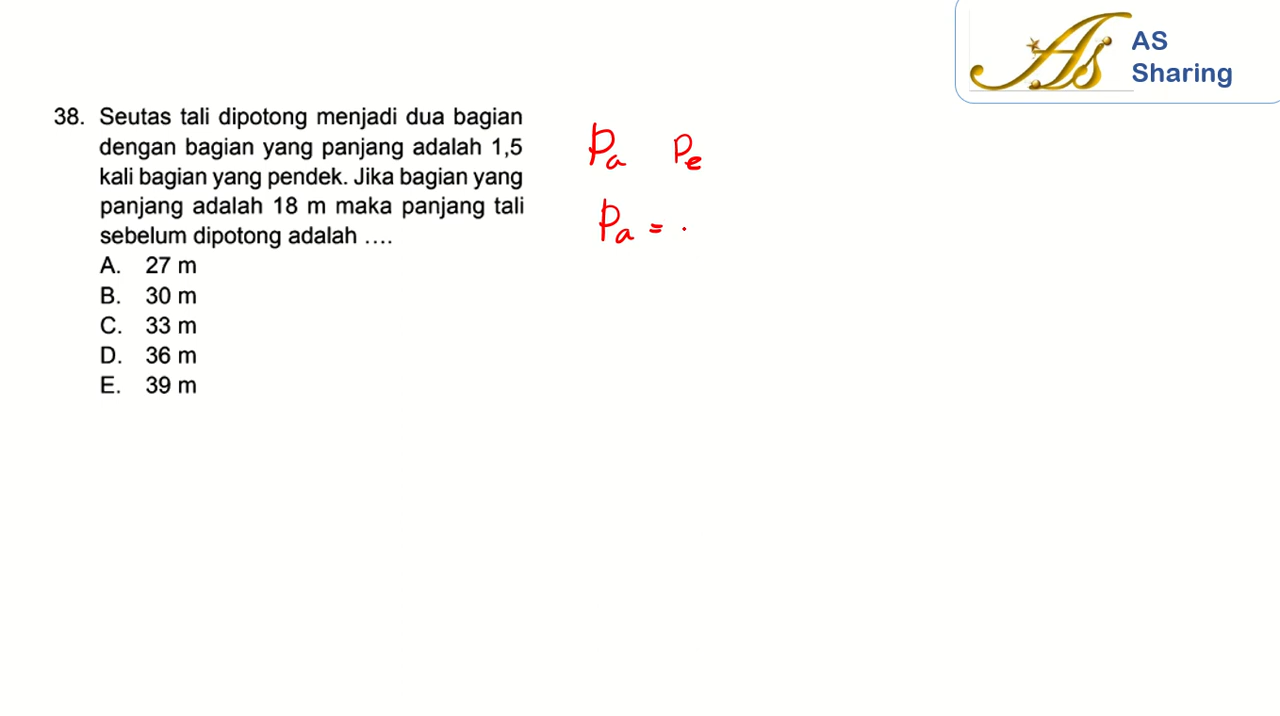 AS
Sharing
38. Seutas tali dipotong menjadi dua bagian
dengan bagian yang panjang adalah 1,5
kali bagian yang pendek. Jika bagian yang
panjang adalah 18 m maka panjang tali
sebelum dipotong adalah ....
A. 27 m
B. 30 m
C. 33 m
D. 36 m
E. 39 m
Pa Pe
Pa = .